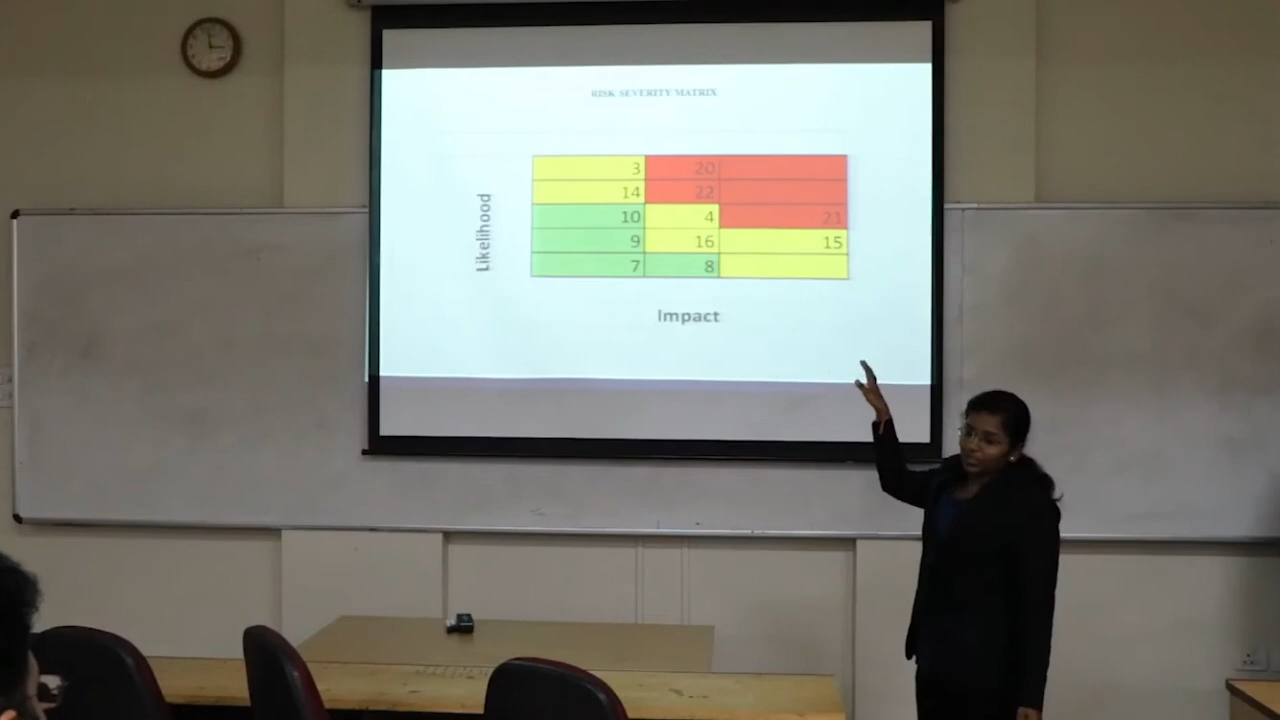 RISK SEVERITY MATRIX
Likelihood
3 20
14 22
10 4 21
9 16 15
7 8
Impact